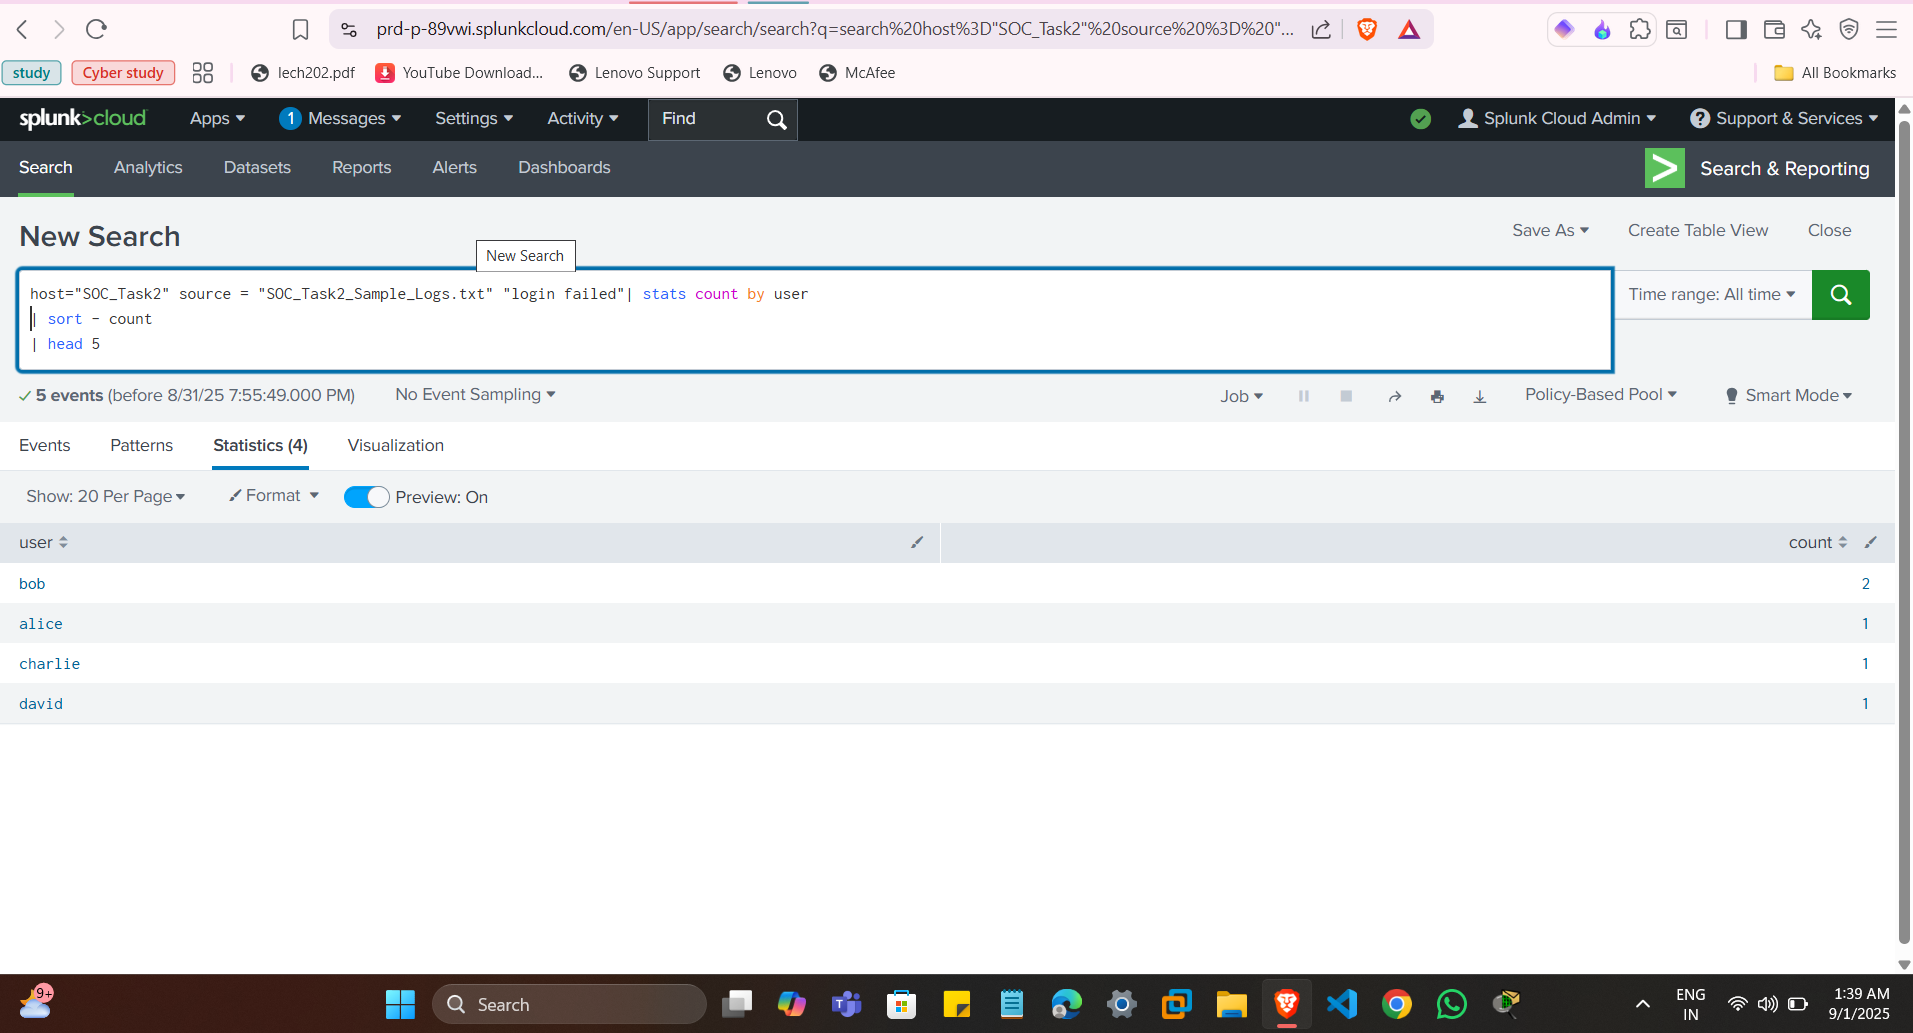 prd-p-89vwi.splunkcloud.com/en-US/app/search/search?q=search%20host%3D"SOC_Task2"%20source%20%3D%20"...
study
Cyber study
lech202.pdf
YouTube Download...
Lenovo Support
Lenovo
McAfee
All Bookmarks
splunk>cloud
Apps
1
Messages
Settings
Activity
Find
Splunk Cloud Admin
? Support & Services
Search
Analytics
Datasets
Reports
Alerts
Dashboards
> Search & Reporting
New Search
Save As
Create Table View
Close
New Search
host="SOC_Task2" source = "SOC_Task2_Sample_Logs.txt" "login failed"| stats count by user
| sort - count
| head 5
Time range: All time
5 events (before 8/31/25 7:55:49.000 PM)
No Event Sampling
Job
Policy-Based Pool
Smart Mode
Events
Patterns
Statistics (4)
Visualization
Show: 20 Per Page
Format
Preview: On
user
count
bob
2
alice
1
charlie
1
david
1
9+
Search
ENG
IN
1:39 AM
9/1/2025